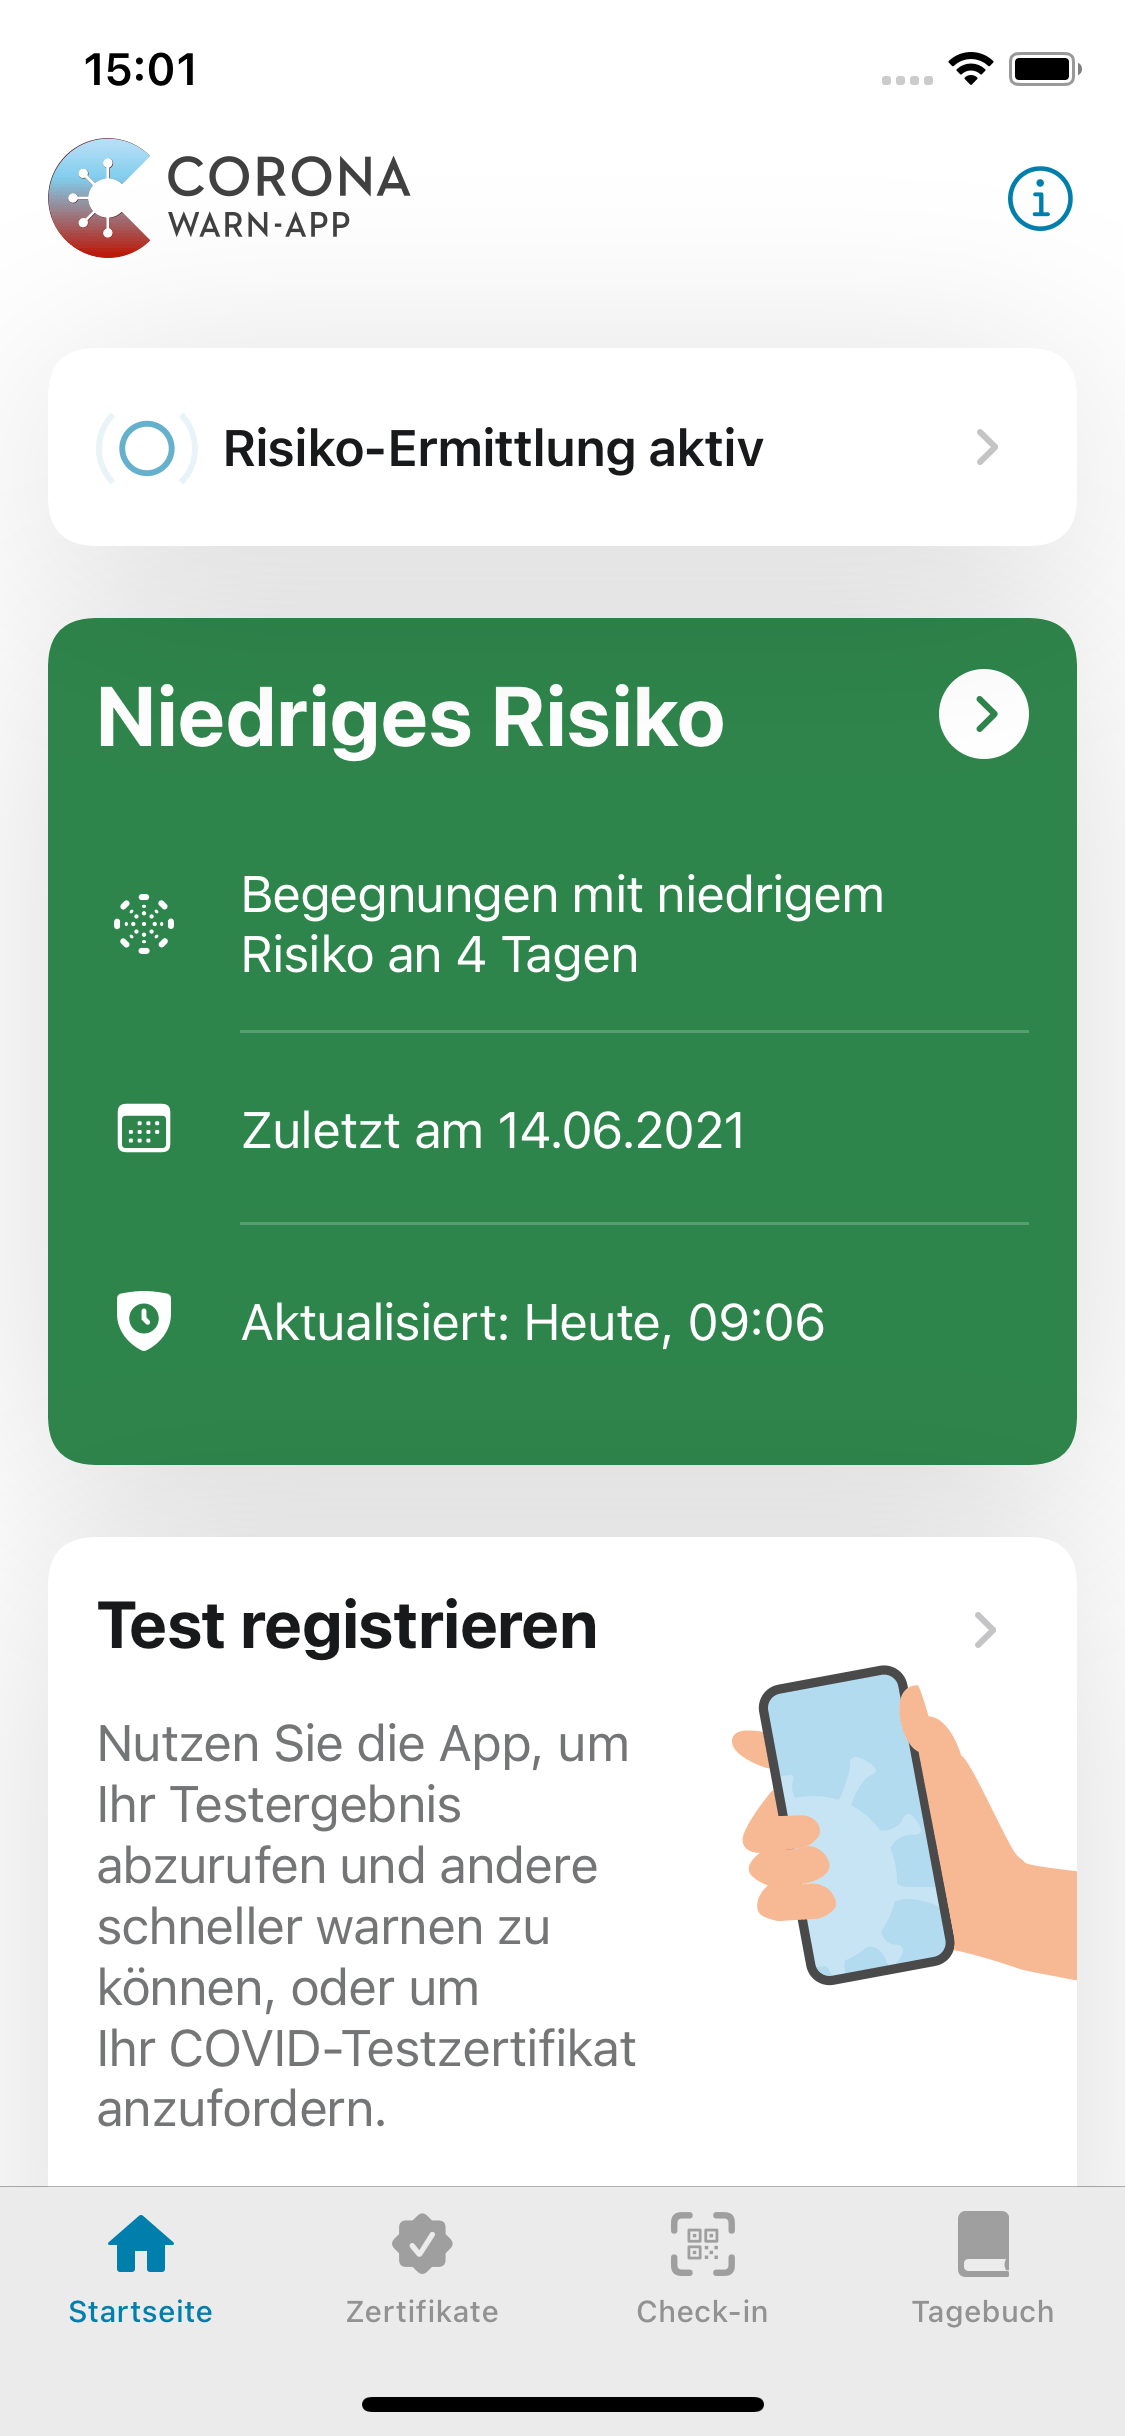 15:01
CORONA
WARN-APP
Risiko-Ermittlung aktiv
Niedriges Risiko
Begegnungen mit niedrigem
Risiko an 4 Tagen
Zuletzt am 14.06.2021
Aktualisiert: Heute, 09:06
Test registrieren
Nutzen Sie die App, um
Ihr Testergebnis
abzurufen und andere
schneller warnen zu
können, oder um
Ihr COVID-Testzertifikat
anzufordern.
Startseite
Zertifikate
Check-in
Tagebuch